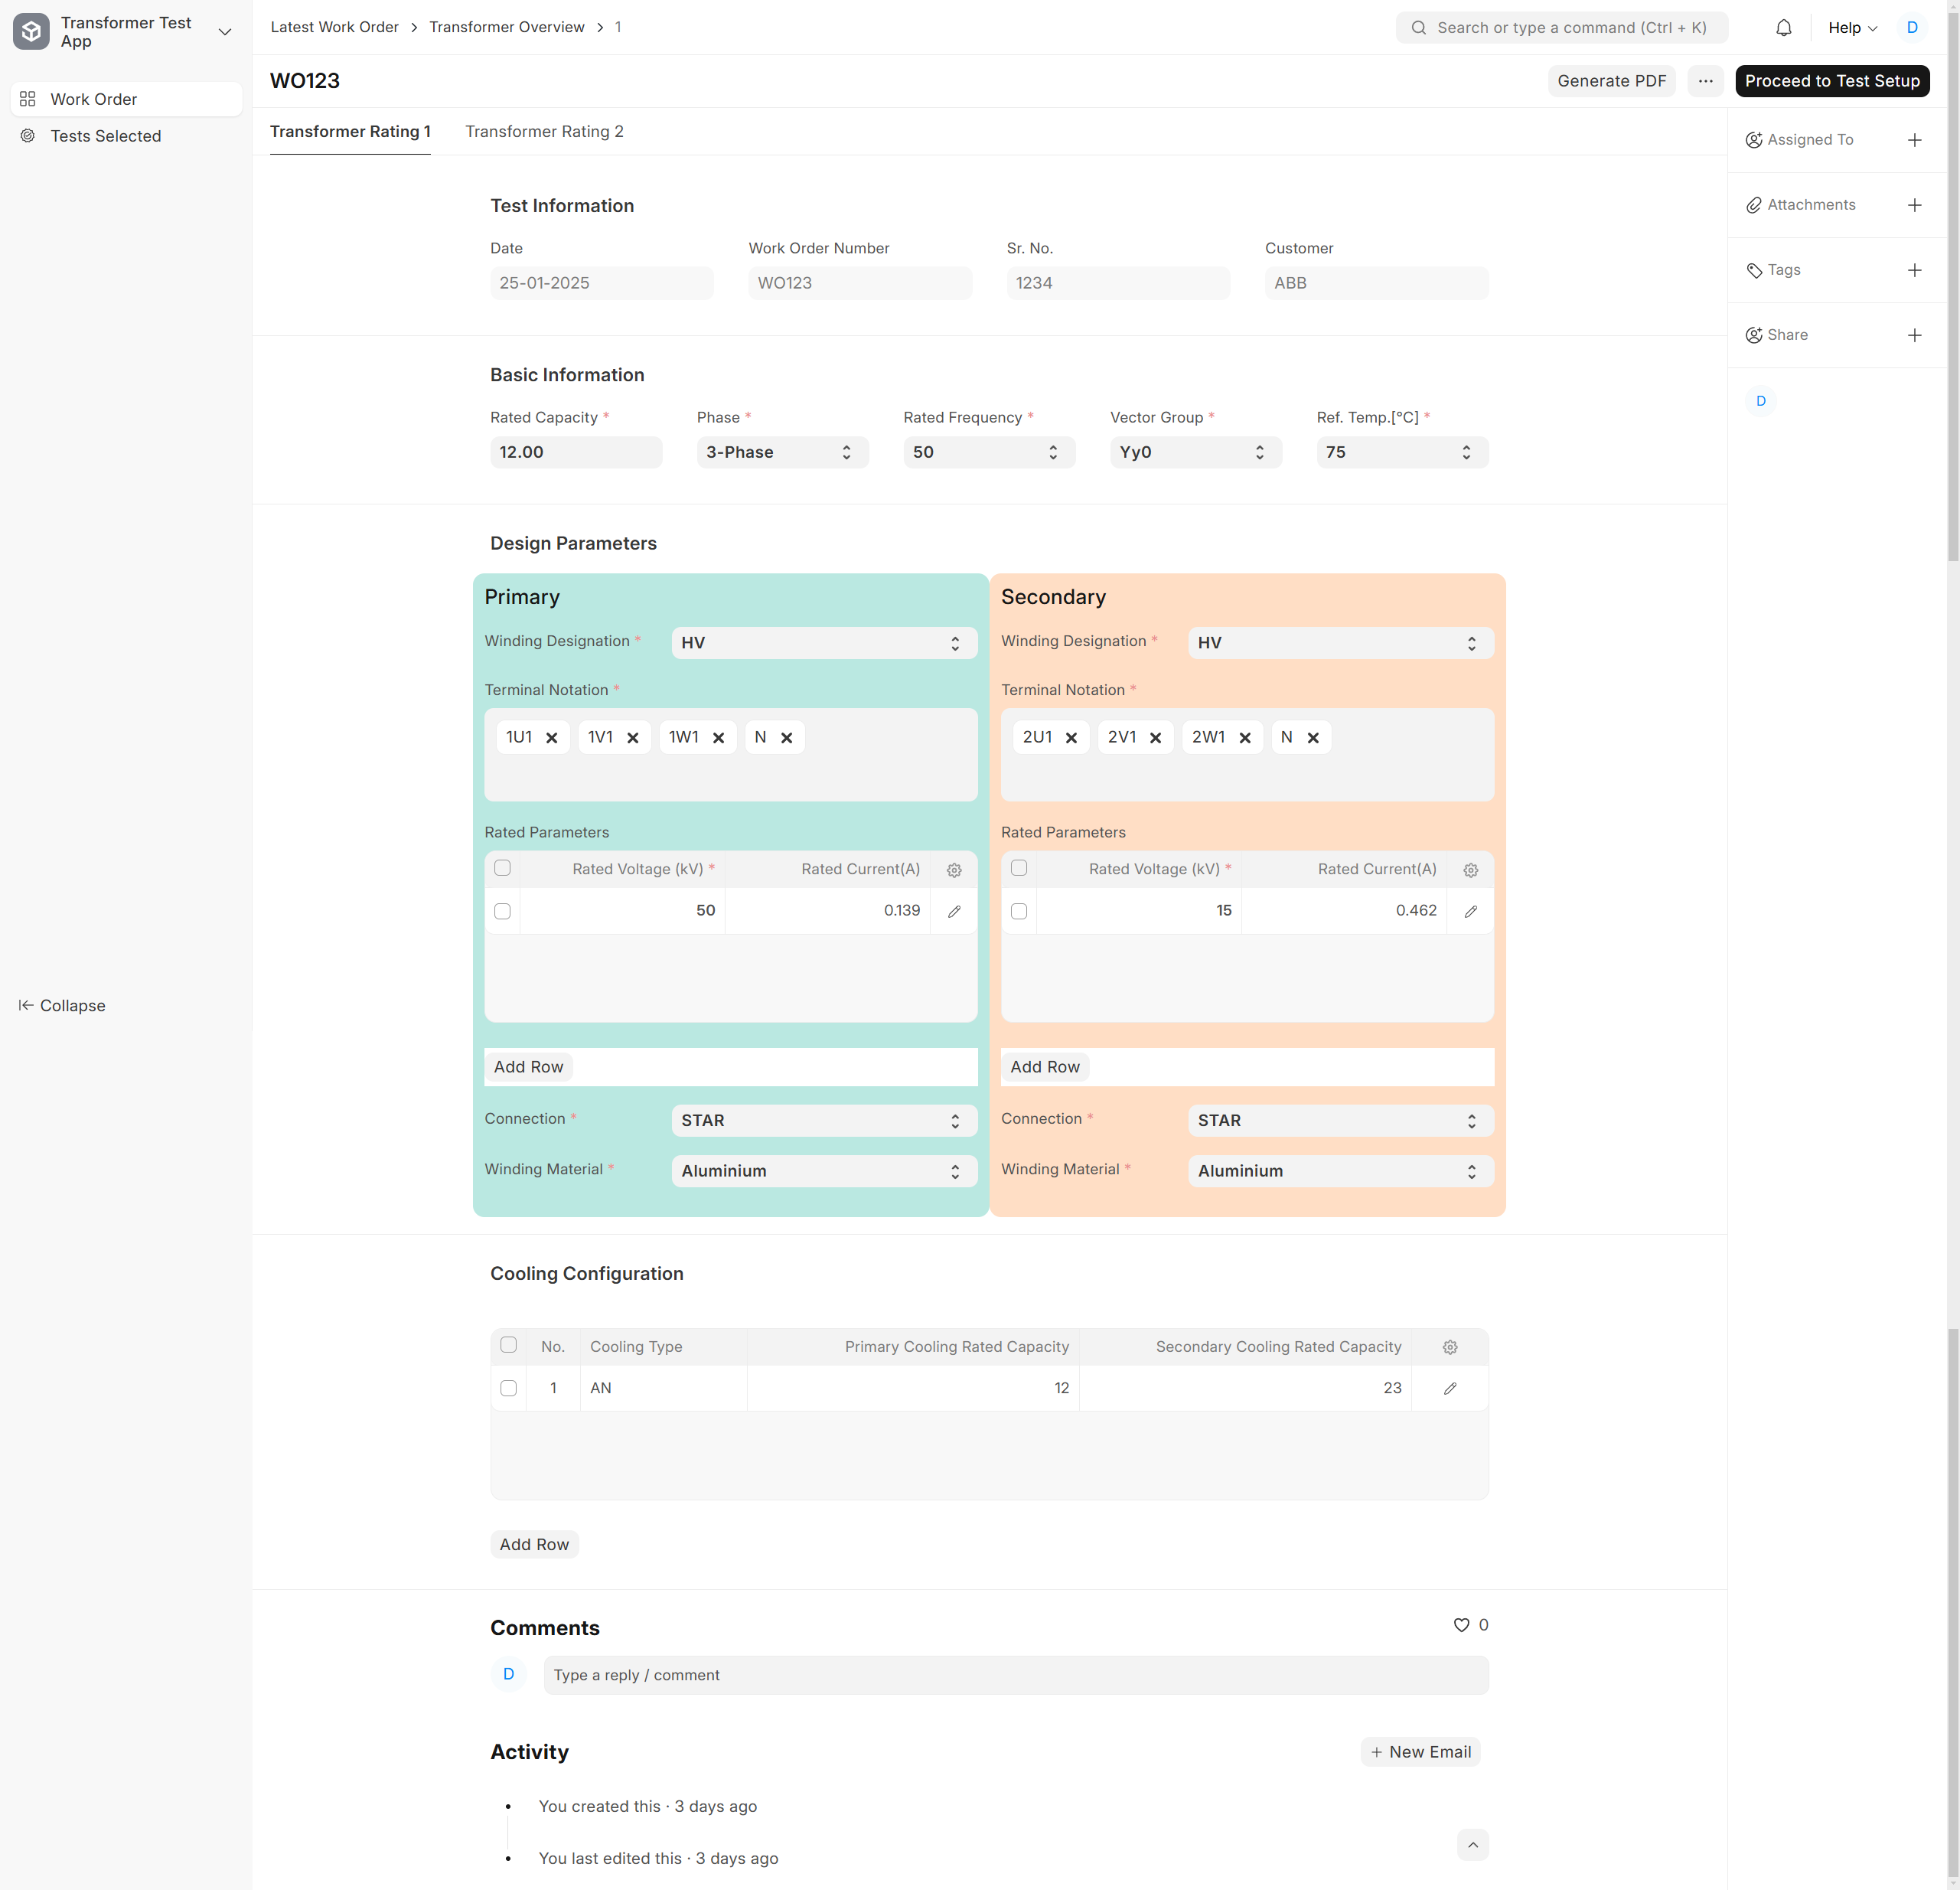 Transformer Test App
Latest Work Order > Transformer Overview > 1
Search or type a command (Ctrl + K)
Help
D
Work Order
Tests Selected
Collapse
WO123
Generate PDF
···
Proceed to Test Setup
Transformer Rating 1
Transformer Rating 2
Assigned To
Attachments
Tags
Share
D
Test Information
Date Work Order Number Sr. No. Customer
25-01-2025 WO123 1234 ABB
Basic Information
Rated Capacity * Phase * Rated Frequency * Vector Group * Ref. Temp.[°C] *
12.00 3-Phase 50 Yy0 75
Design Parameters
Primary
Winding Designation * HV
Terminal Notation *
1U1 1V1 1W1 N
Rated Parameters
Rated Voltage (kV) * Rated Current(A)
50 0.139
Add Row
Connection * STAR
Winding Material * Aluminium
Secondary
Winding Designation * HV
Terminal Notation *
2U1 2V1 2W1 N
Rated Parameters
Rated Voltage (kV) * Rated Current(A)
15 0.462
Add Row
Connection * STAR
Winding Material * Aluminium
Cooling Configuration
No. Cooling Type Primary Cooling Rated Capacity Secondary Cooling Rated Capacity
1 AN 12 23
Add Row
Comments
0
D
Type a reply / comment
Activity
+ New Email
• You created this · 3 days ago
• You last edited this · 3 days ago